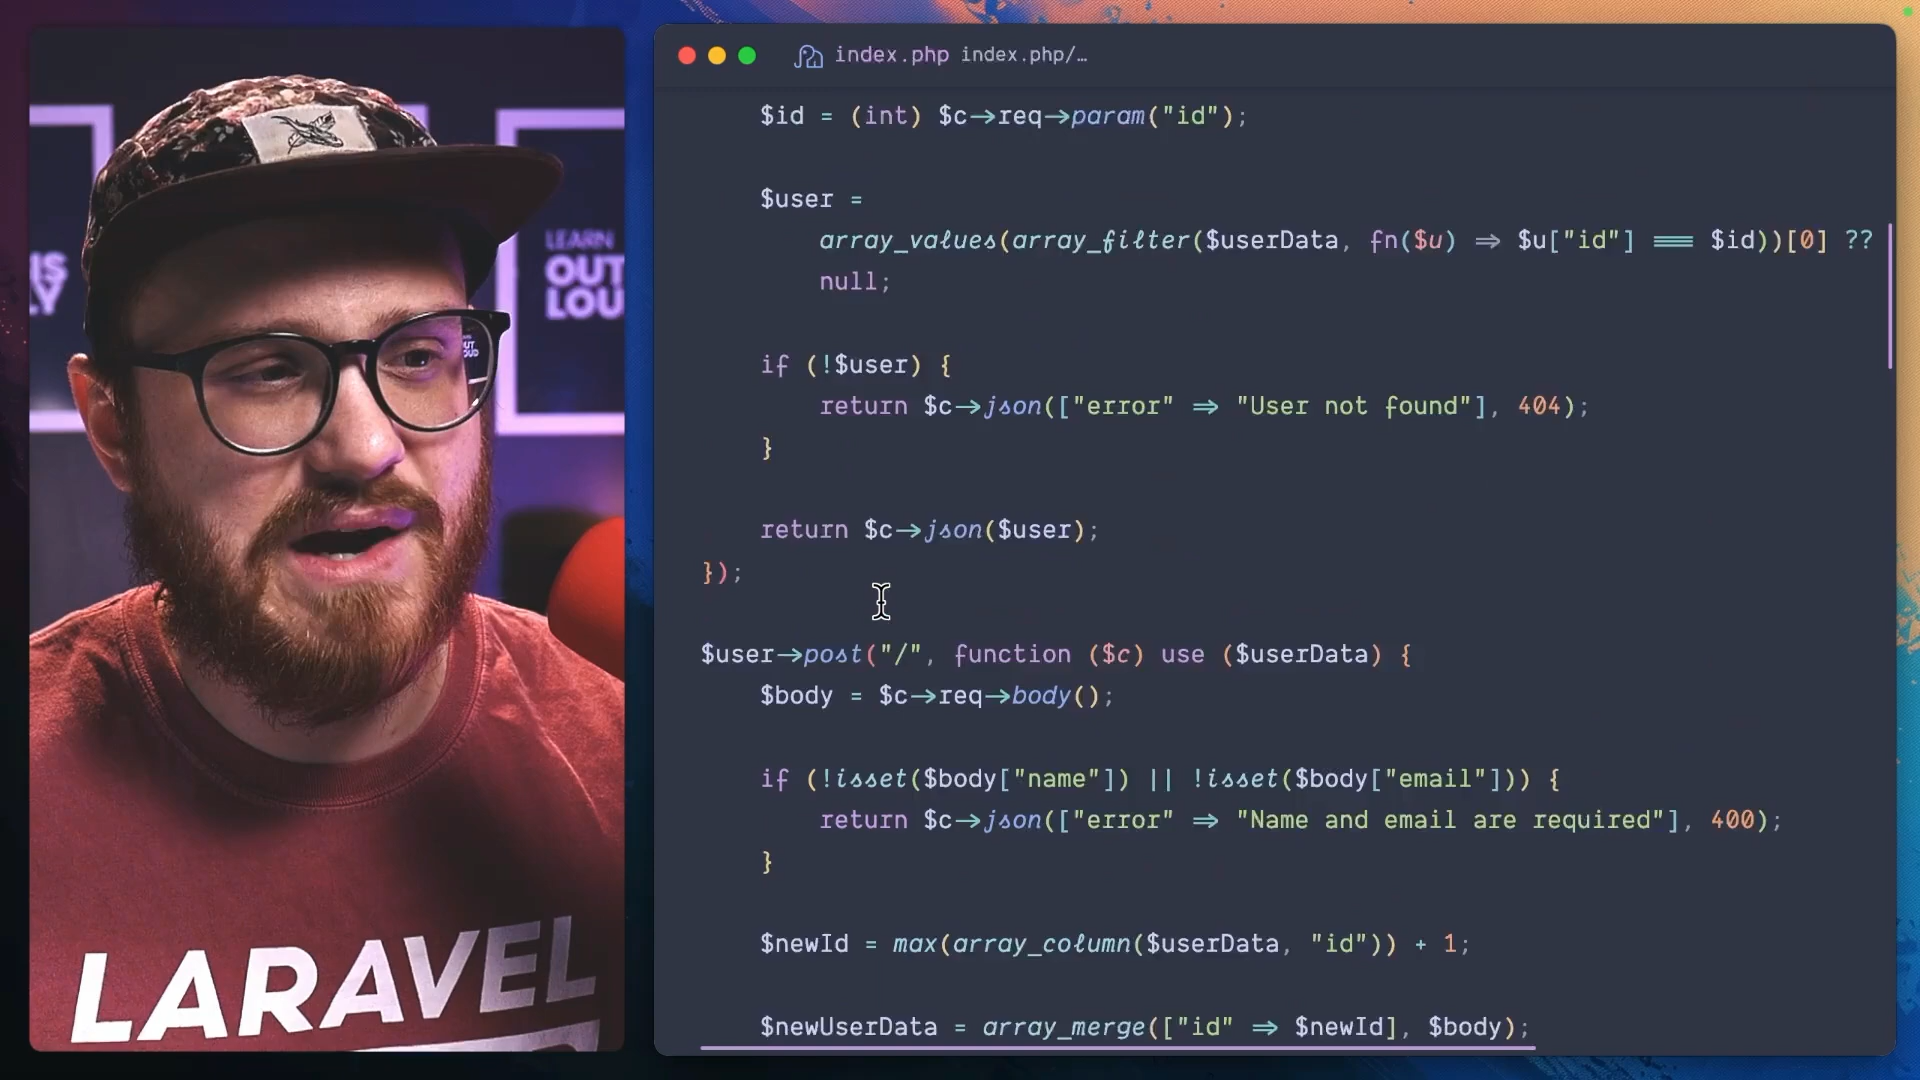 LEARN
OUT
LOUD
LARAVEL
index.php index.php/…
$id = (int) $c->req->param("id");
$user =
array_values(array_filter($userData, fn($u) => $u["id"] === $id))[0] ??
null;
if (!$user) {
return $c->json(["error" => "User not found"], 404);
}
return $c->json($user);
});
$user->post("/", function ($c) use ($userData) {
$body = $c->req->body();
if (!isset($body["name"]) || !isset($body["email"])) {
return $c->json(["error" => "Name and email are required"], 400);
}
$newId = max(array_column($userData, "id")) + 1;
$newUserData = array_merge(["id" => $newId], $body);